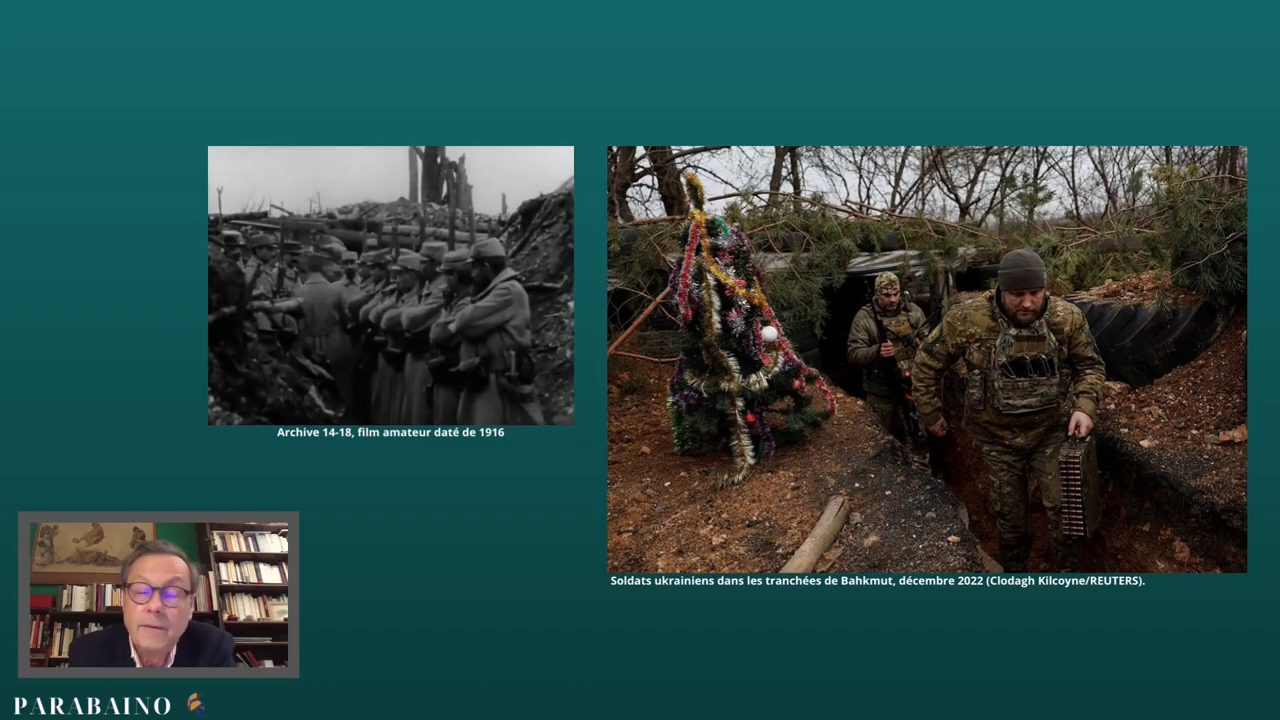 Archive 14-18, film amateur daté de 1916
Soldats ukrainiens dans les tranchées de Bahkmut, décembre 2022 (Clodagh Kilcoyne/REUTERS).
PARABAINO